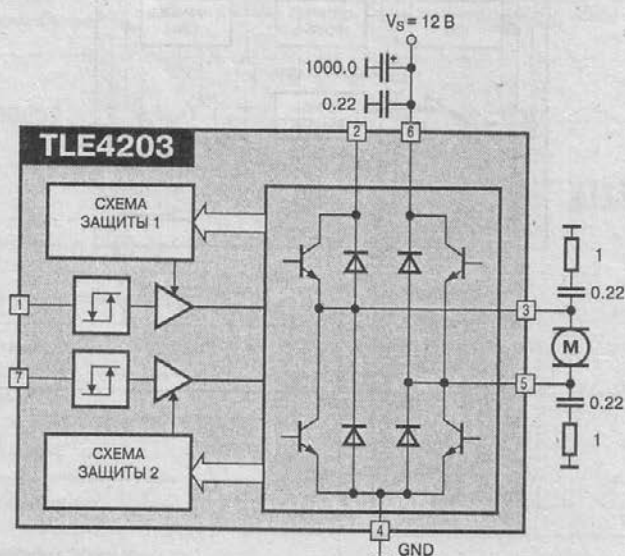 V_S = 12 В
1000.0
+
0.22
TLE4203
2
6
СХЕМА
ЗАЩИТЫ 1
1
7
СХЕМА
ЗАЩИТЫ 2
3
5
4
GND
1
0.22
M
0.22
1